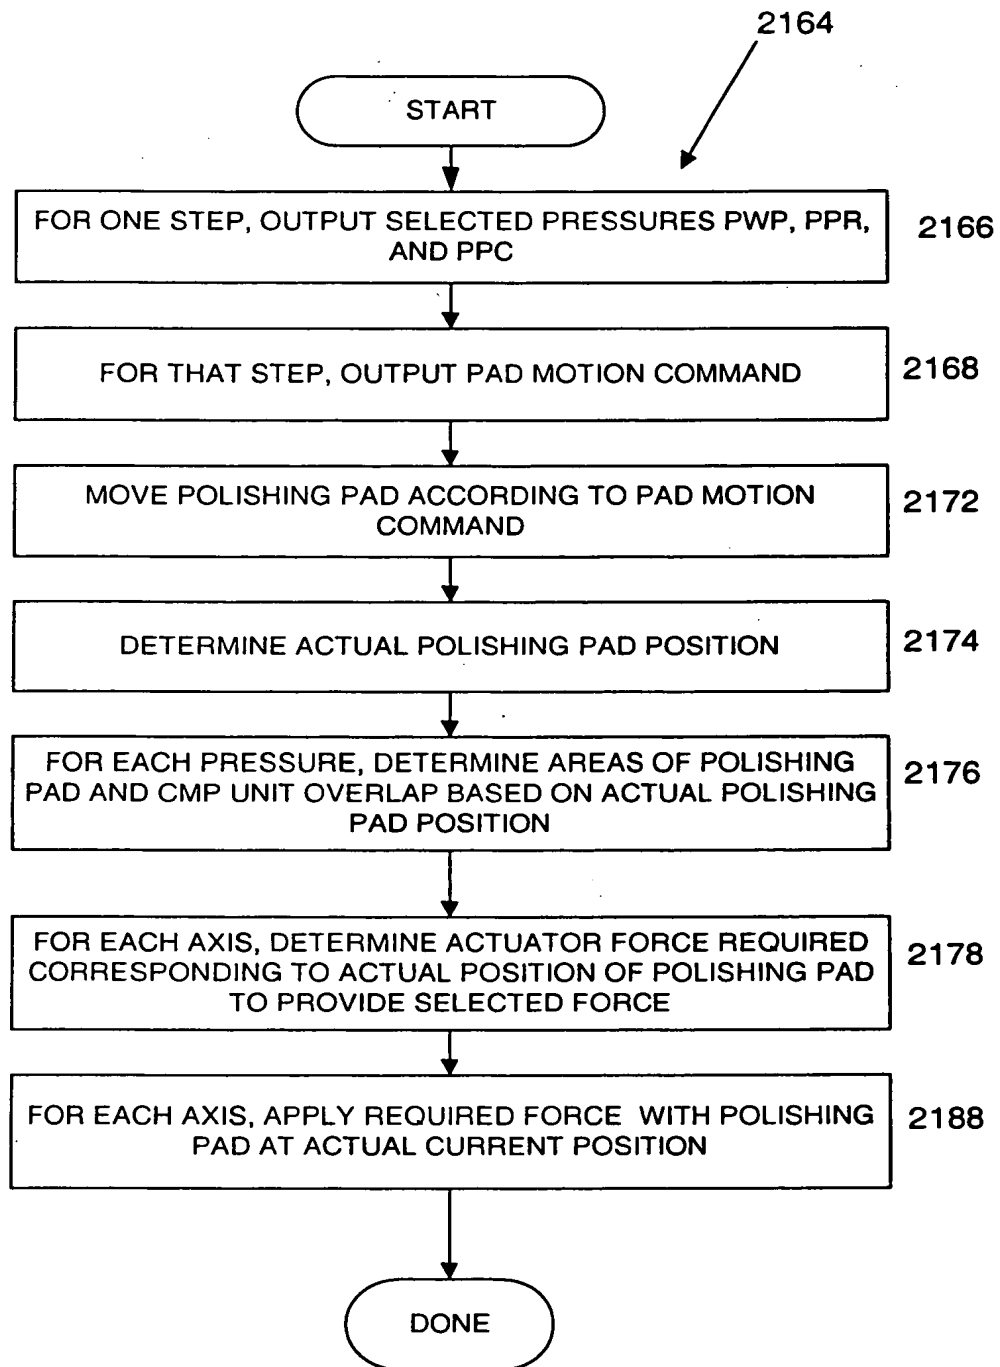 2164
START
FOR ONE STEP, OUTPUT SELECTED PRESSURES PWP, PPR,
AND PPC
2166
FOR THAT STEP, OUTPUT PAD MOTION COMMAND
2168
MOVE POLISHING PAD ACCORDING TO PAD MOTION
COMMAND
2172
DETERMINE ACTUAL POLISHING PAD POSITION
2174
FOR EACH PRESSURE, DETERMINE AREAS OF POLISHING
PAD AND CMP UNIT OVERLAP BASED ON ACTUAL POLISHING
PAD POSITION
2176
FOR EACH AXIS, DETERMINE ACTUATOR FORCE REQUIRED
CORRESPONDING TO ACTUAL POSITION OF POLISHING PAD
TO PROVIDE SELECTED FORCE
2178
FOR EACH AXIS, APPLY REQUIRED FORCE WITH POLISHING
PAD AT ACTUAL CURRENT POSITION
2188
DONE